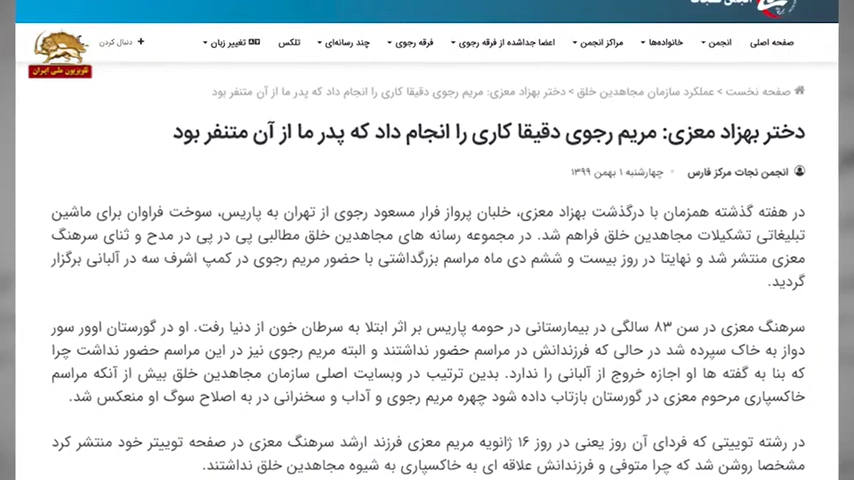 انجمن نجات
صفحه اصلی انجمن خانواده‌ها مراکز انجمن اعضا جداشده از فرقه رجوی فرقه رجوی چند رسانه‌ای تلکس تغییر زبان + دنبال کردن
تلویزیون ملی ایران
صفحه نخست > عملکرد سازمان مجاهدین خلق > دختر بهزاد معزی: مریم رجوی دقیقا کاری را انجام داد که پدر ما از آن متنفر بود
دختر بهزاد معزی: مریم رجوی دقیقا کاری را انجام داد که پدر ما از آن متنفر بود
انجمن نجات مرکز فارس • چهارشنبه ۱ بهمن ۱۳۹۹
در هفته گذشته همزمان با درگذشت بهزاد معزی، خلبان پرواز فرار مسعود رجوی از تهران به پاریس، سوخت فراوان برای ماشین
تبلیغاتی تشکیلات مجاهدین خلق فراهم شد. در مجموعه رسانه های مجاهدین خلق مطالبی پی در پی در مدح و ثنای سرهنگ
معزی منتشر شد و نهایتا در روز بیست و ششم دی ماه مراسم بزرگداشتی با حضور مریم رجوی در کمپ اشرف سه در آلبانی برگزار
گردید.
سرهنگ معزی در سن ۸۳ سالگی در بیمارستانی در حومه پاریس بر اثر ابتلا به سرطان خون از دنیا رفت. او در گورستان اوور سور
دواز به خاک سپرده شد در حالی که فرزندانش در مراسم حضور نداشتند و البته مریم رجوی نیز در این مراسم حضور نداشت چرا
که بنا به گفته ها او اجازه خروج از آلبانی را ندارد. بدین ترتیب در وبسایت اصلی سازمان مجاهدین خلق بیش از آنکه مراسم
خاکسپاری مرحوم معزی در گورستان بازتاب داده شود چهره مریم رجوی و آداب و سخنرانی در به اصلاح سوگ او منعکس شد.
در رشته توییتی که فردای آن روز یعنی در روز ۱۶ ژانویه مریم معزی فرزند ارشد سرهنگ معزی در صفحه توییتر خود منتشر کرد
مشخصا روشن شد که چرا متوفی و فرزندانش علاقه ای به خاکسپاری به شیوه مجاهدین خلق نداشتند.